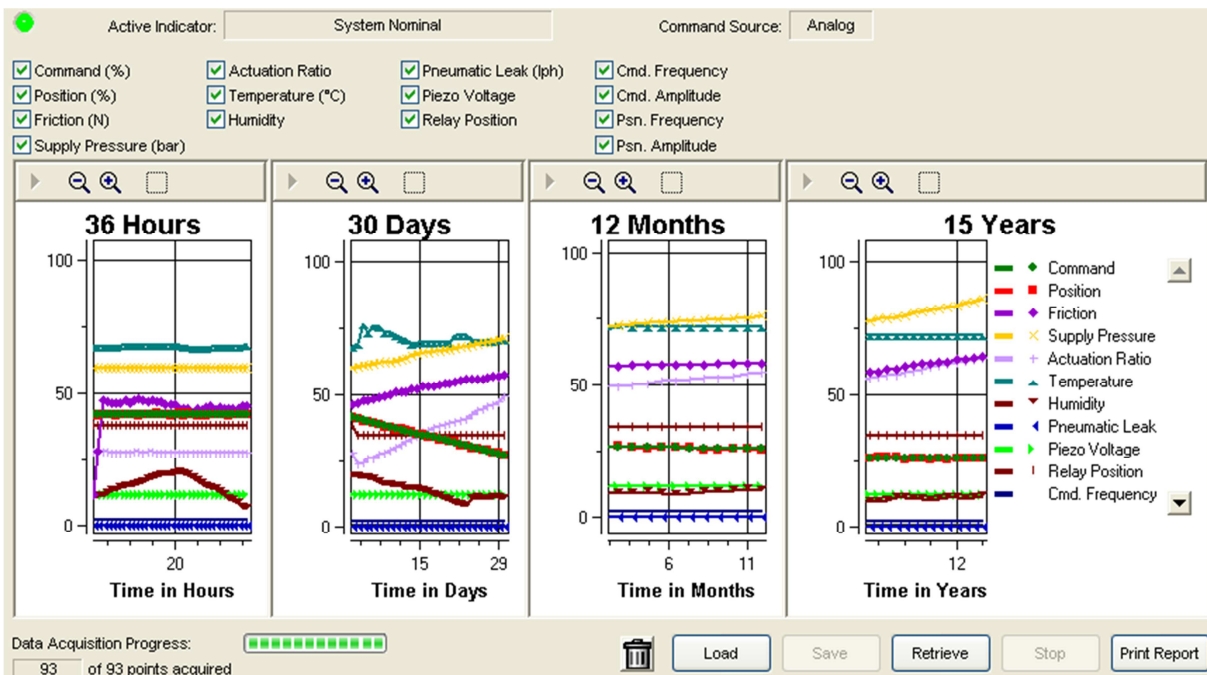 Active Indicator: System Nominal Command Source: Analog
Command (%) Actuation Ratio Pneumatic Leak (lph) Cmd. Frequency
Position (%) Temperature (°C) Piezo Voltage Cmd. Amplitude
Friction (N) Humidity Relay Position Psn. Frequency
Supply Pressure (bar) Psn. Amplitude
36 Hours
100
50
0
20
Time in Hours
30 Days
100
50
0
15 29
Time in Days
12 Months
100
50
0
6 11
Time in Months
15 Years
100
50
0
12
Time in Years
Command
Position
Friction
Supply Pressure
Actuation Ratio
Temperature
Humidity
Pneumatic Leak
Piezo Voltage
Relay Position
Cmd. Frequency
Data Acquisition Progress:
93 of 93 points acquired
Load Save Retrieve Stop Print Report